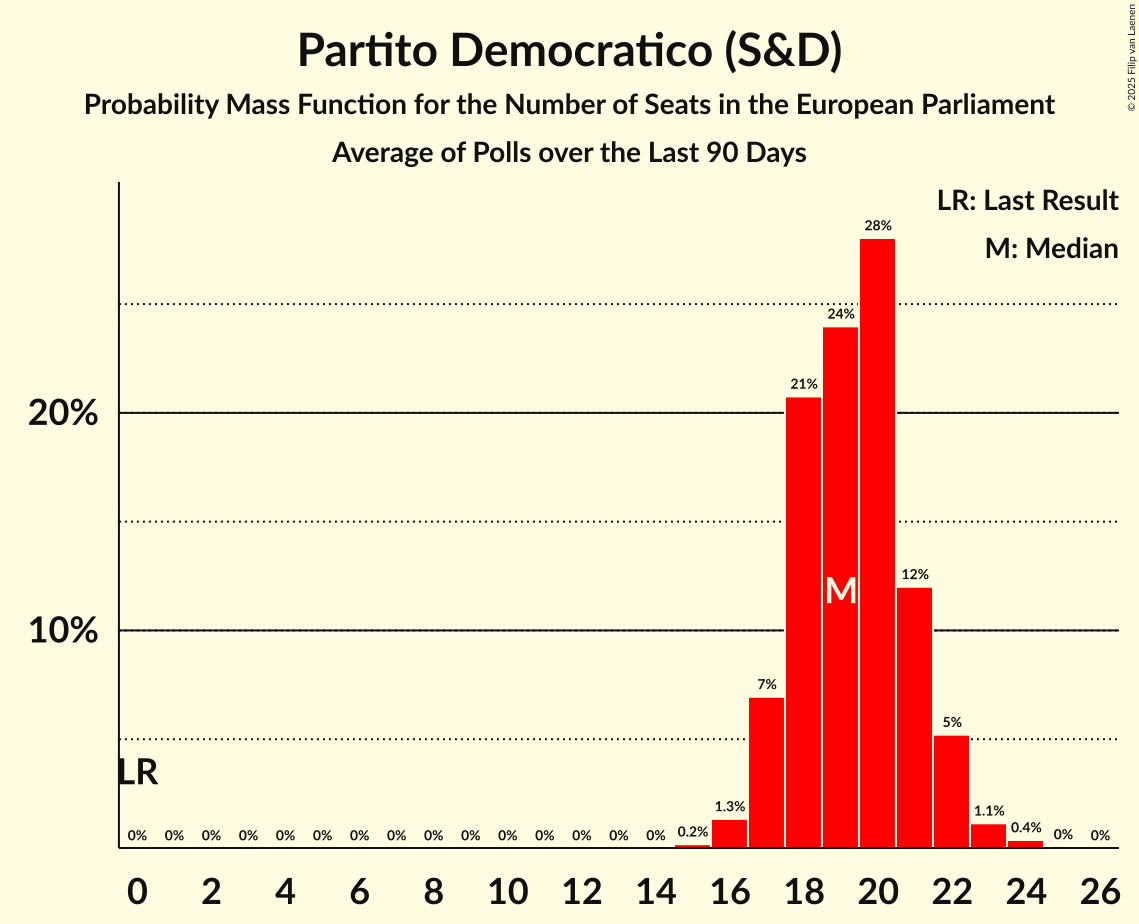 Partito Democratico (S&D)
Probability Mass Function for the Number of Seats in the European Parliament
Average of Polls over the Last 90 Days
© 2025 Filip van Laenen
LR: Last Result
M: Median
28%
24%
21%
20%
12%
M
10%
7%
5%
LR
0% 0% 0% 0% 0% 0% 0% 0% 0% 0% 0% 0% 0% 0% 0% 0.2% 1.3% 1.1% 0.4% 0% 0%
0 2 4 6 8 10 12 14 16 18 20 22 24 26